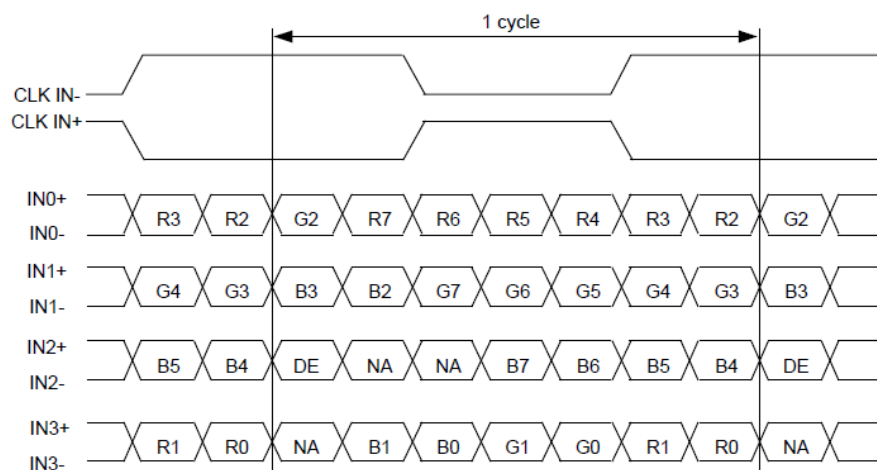 1 cycle
CLK IN-
CLK IN+
IN0+
R3 R2 G2 R7 R6 R5 R4 R3 R2 G2
IN0-
IN1+
G4 G3 B3 B2 G7 G6 G5 G4 G3 B3
IN1-
IN2+
B5 B4 DE NA NA B7 B6 B5 B4 DE
IN2-
IN3+
R1 R0 NA B1 B0 G1 G0 R1 R0 NA
IN3-